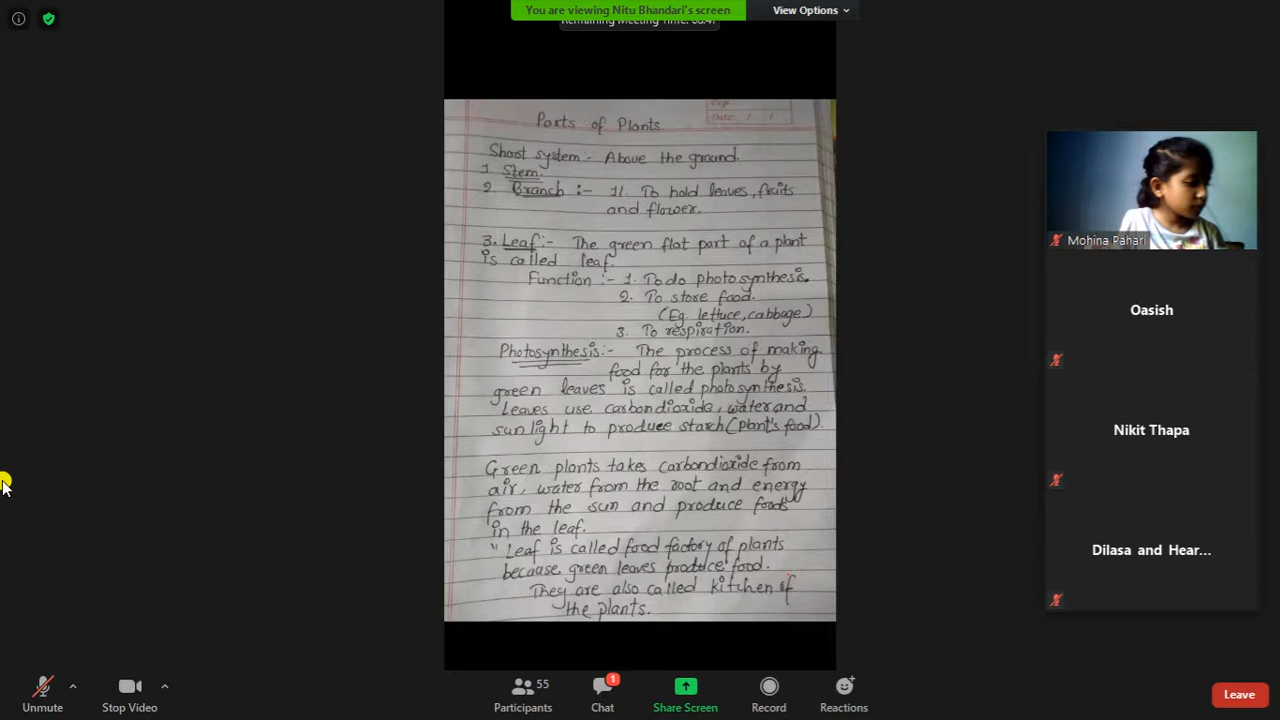 You are viewing Nitu Bhandari's screen
View Options
Remaining Meeting Time:
Page:
Date: / /
Parts of Plants
Shoot system:- Above the ground.
1 Stem.
2 Branch :- 1). To hold leaves, fruits
and flower.
3. Leaf:- The green flat part of a plant
is called leaf.
Function :- 1. To do photosynthesis.
2. To store food.
(Eg. lettuce, cabbage)
3. To respiration.
Photosynthesis:- The process of making
food for the plants by
green leaves is called photosynthesis.
Leaves use carbondioxide, water and
sunlight to produce starch (plant's food).
Green plants takes carbondioxide from
air, water from the root and energy
from the sun and produce foods
in the leaf.
" Leaf is called food factory of plants
because green leaves produce food.
They are also called kitchen of
the plants.
Mohina Pahari
Oasish
Nikit Thapa
Dilasa and Hear...
Unmute
Stop Video
55
Participants
1
Chat
Share Screen
Record
Reactions
Leave